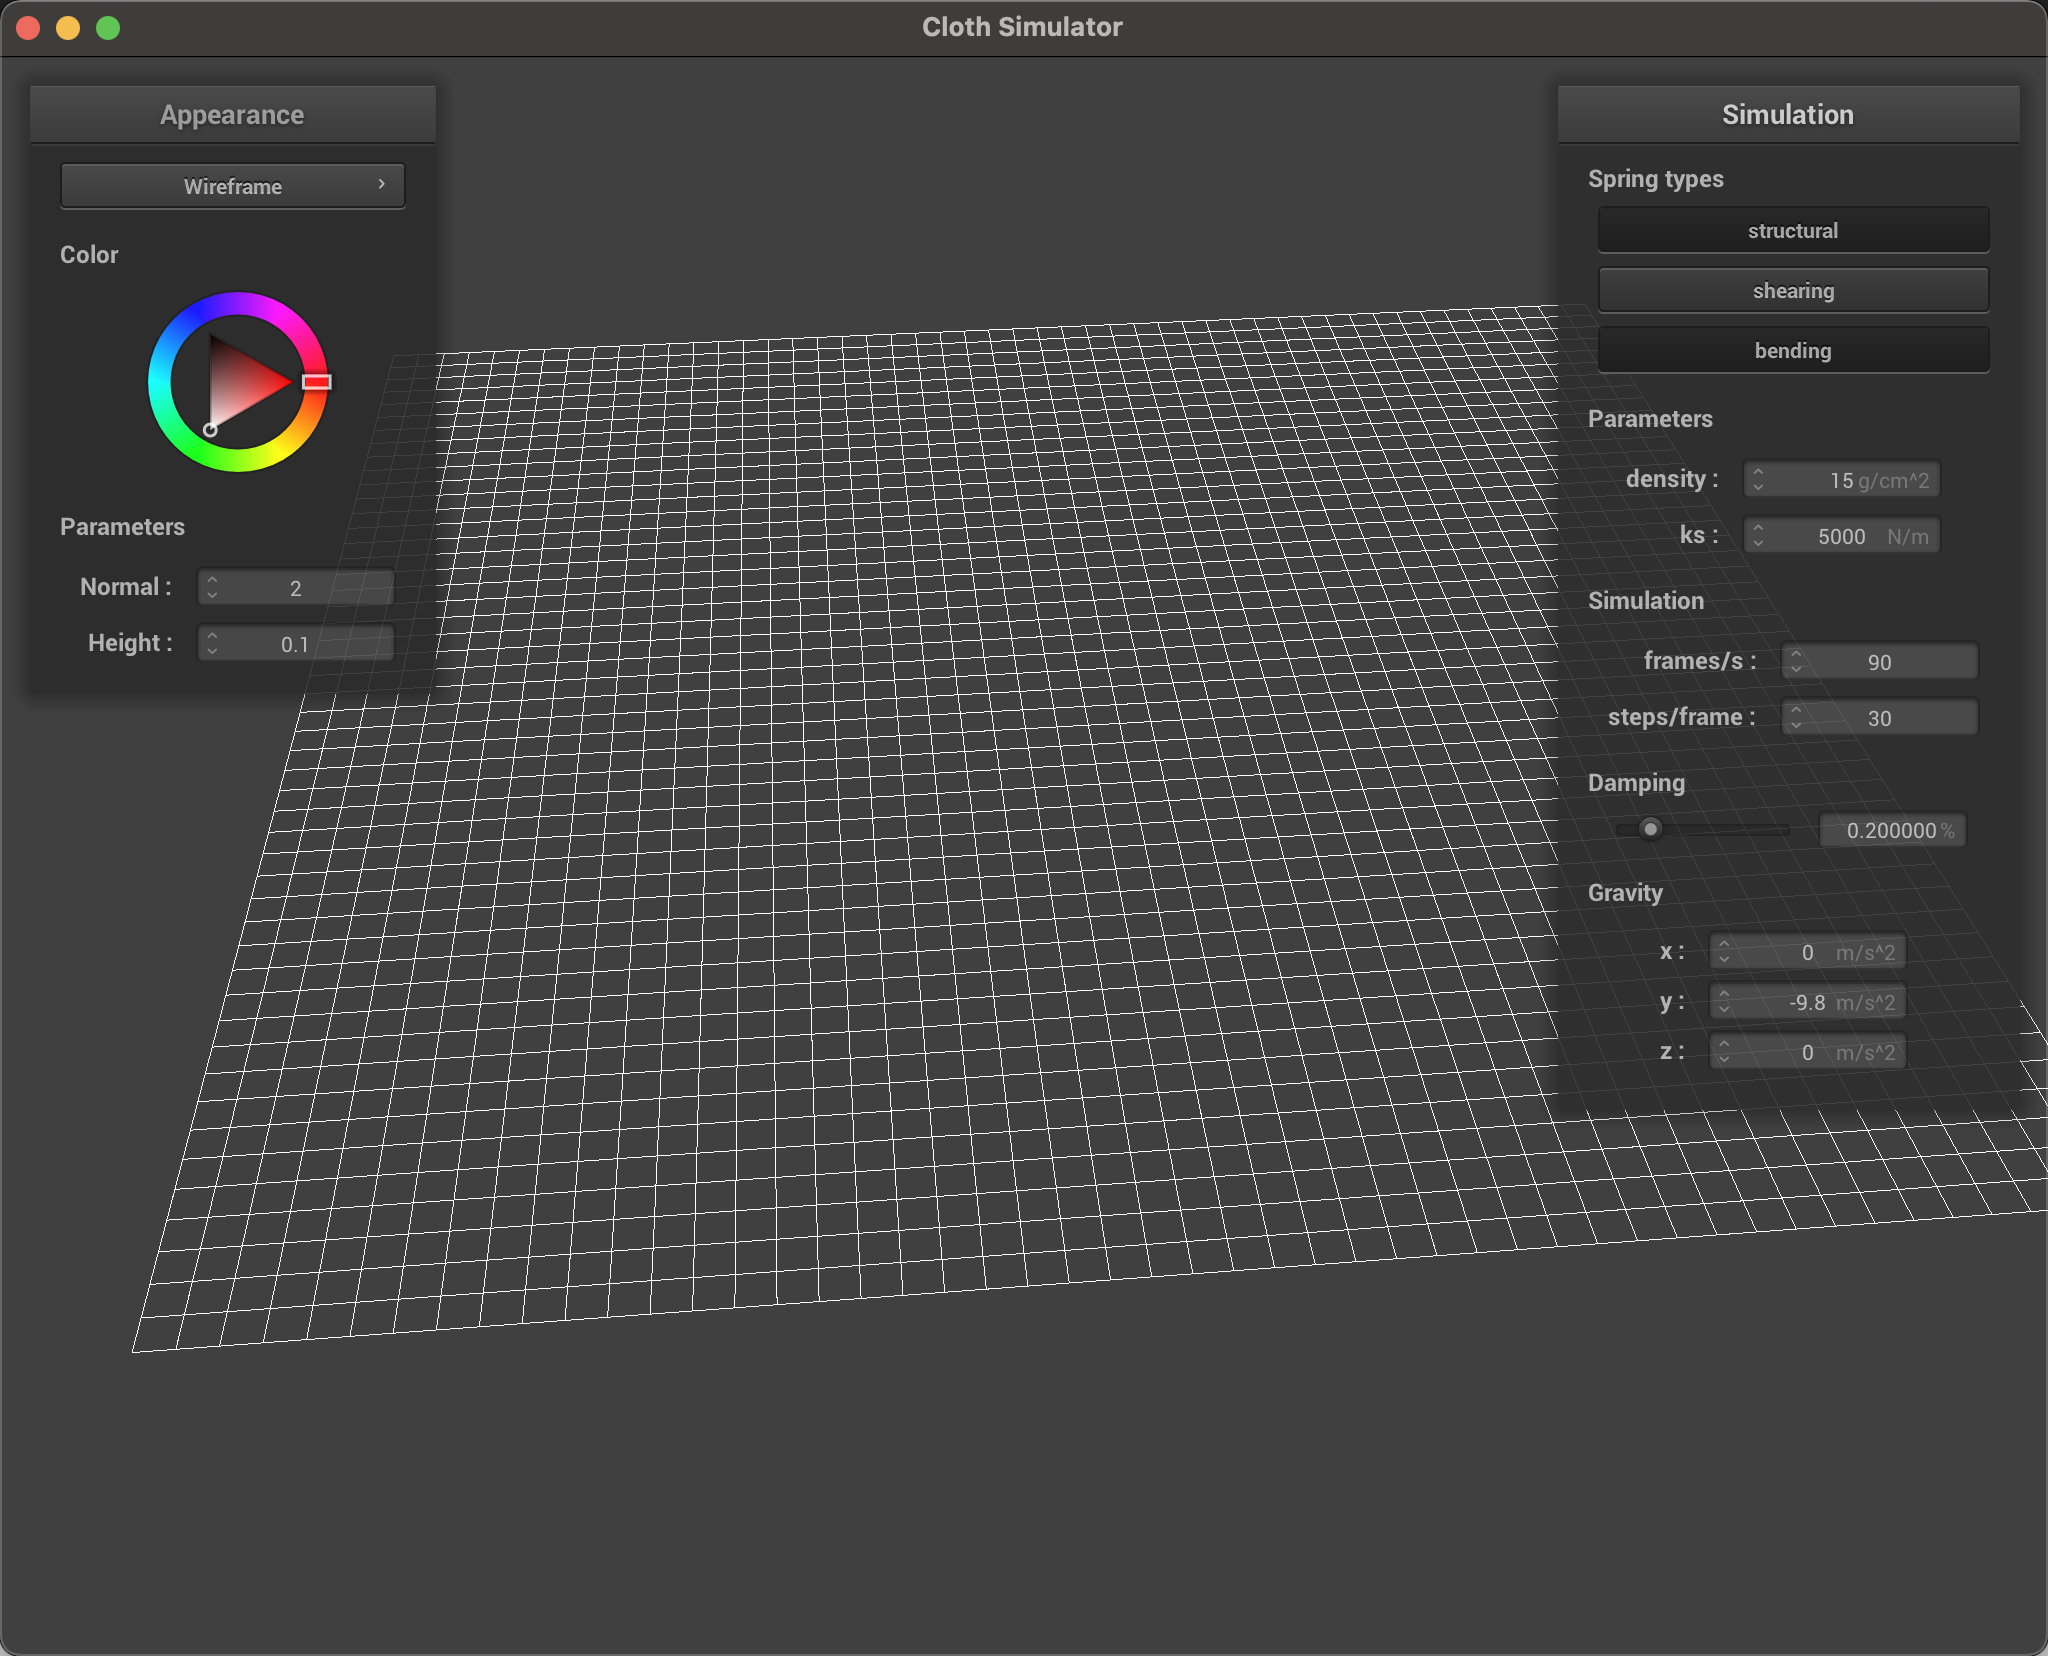 Cloth Simulator
Appearance
Wireframe
Color
Parameters
Normal : 2
Height : 0.1
Simulation
Spring types
structural
shearing
bending
Parameters
density : 15 g/cm^2
ks : 5000 N/m
Simulation
frames/s : 90
steps/frame : 30
Damping
0.200000 %
Gravity
x : 0 m/s^2
y : -9.8 m/s^2
z : 0 m/s^2